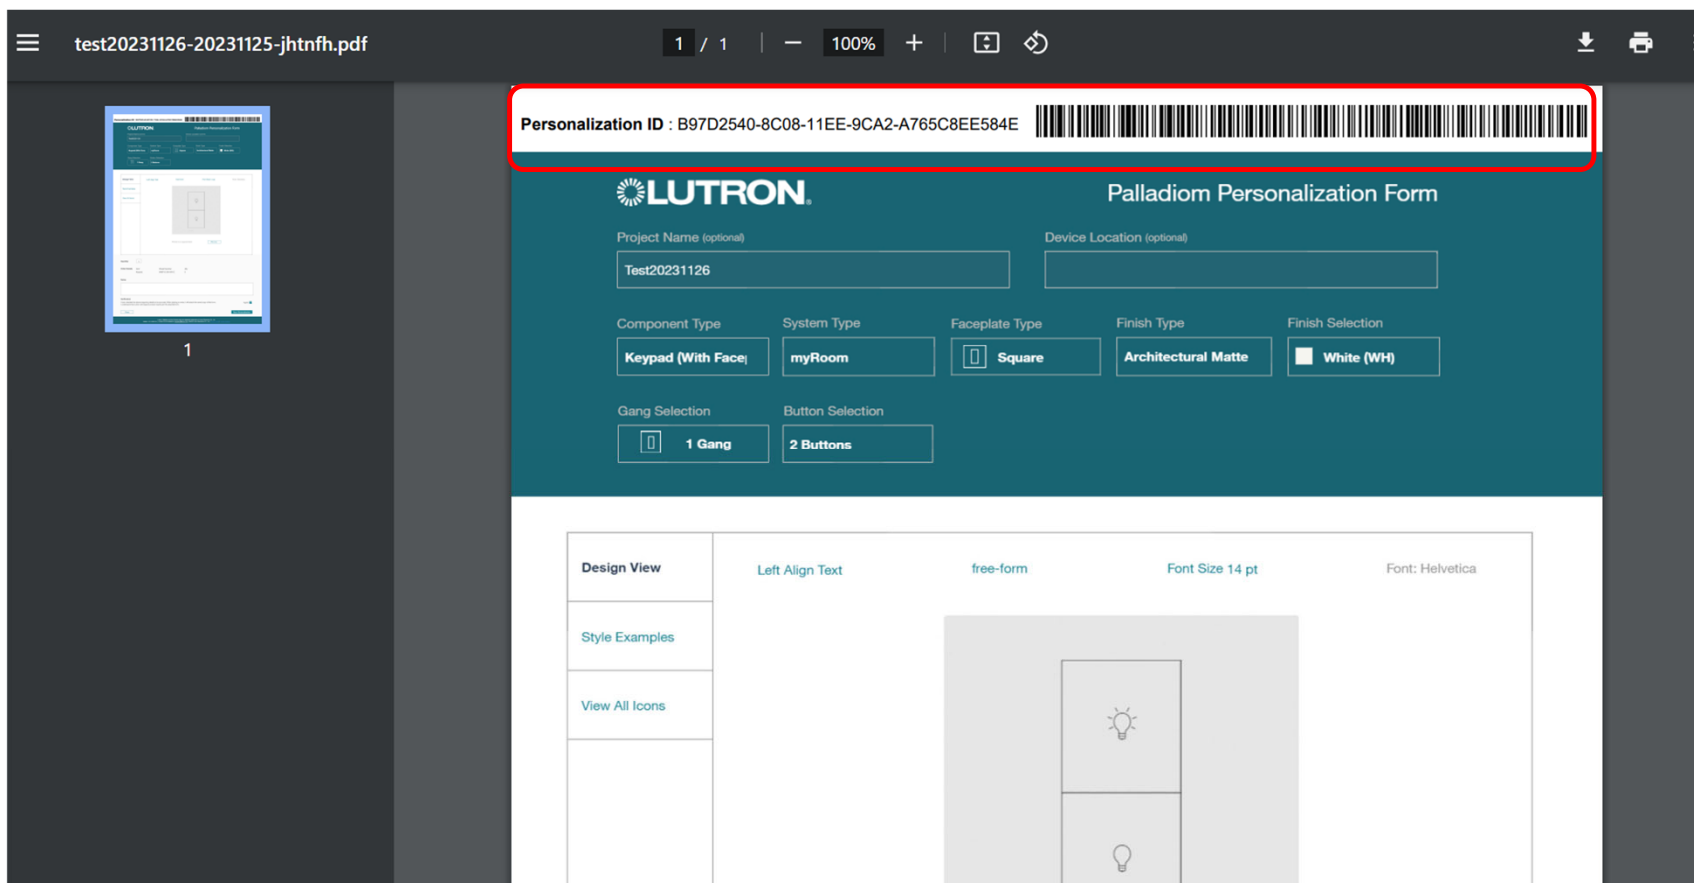 test20231126-20231125-jhtnfh.pdf
1 / 1
100%
1
Personalization ID : B97D2540-8C08-11EE-9CA2-A765C8EE584E
LUTRON.
Palladiom Personalization Form
Project Name (optional)
Device Location (optional)
Test20231126
Component Type
System Type
Faceplate Type
Finish Type
Finish Selection
Keypad (With Face
myRoom
Square
Architectural Matte
White (WH)
Gang Selection
Button Selection
1 Gang
2 Buttons
Design View
Left Align Text
free-form
Font Size 14 pt
Font: Helvetica
Style Examples
View All Icons